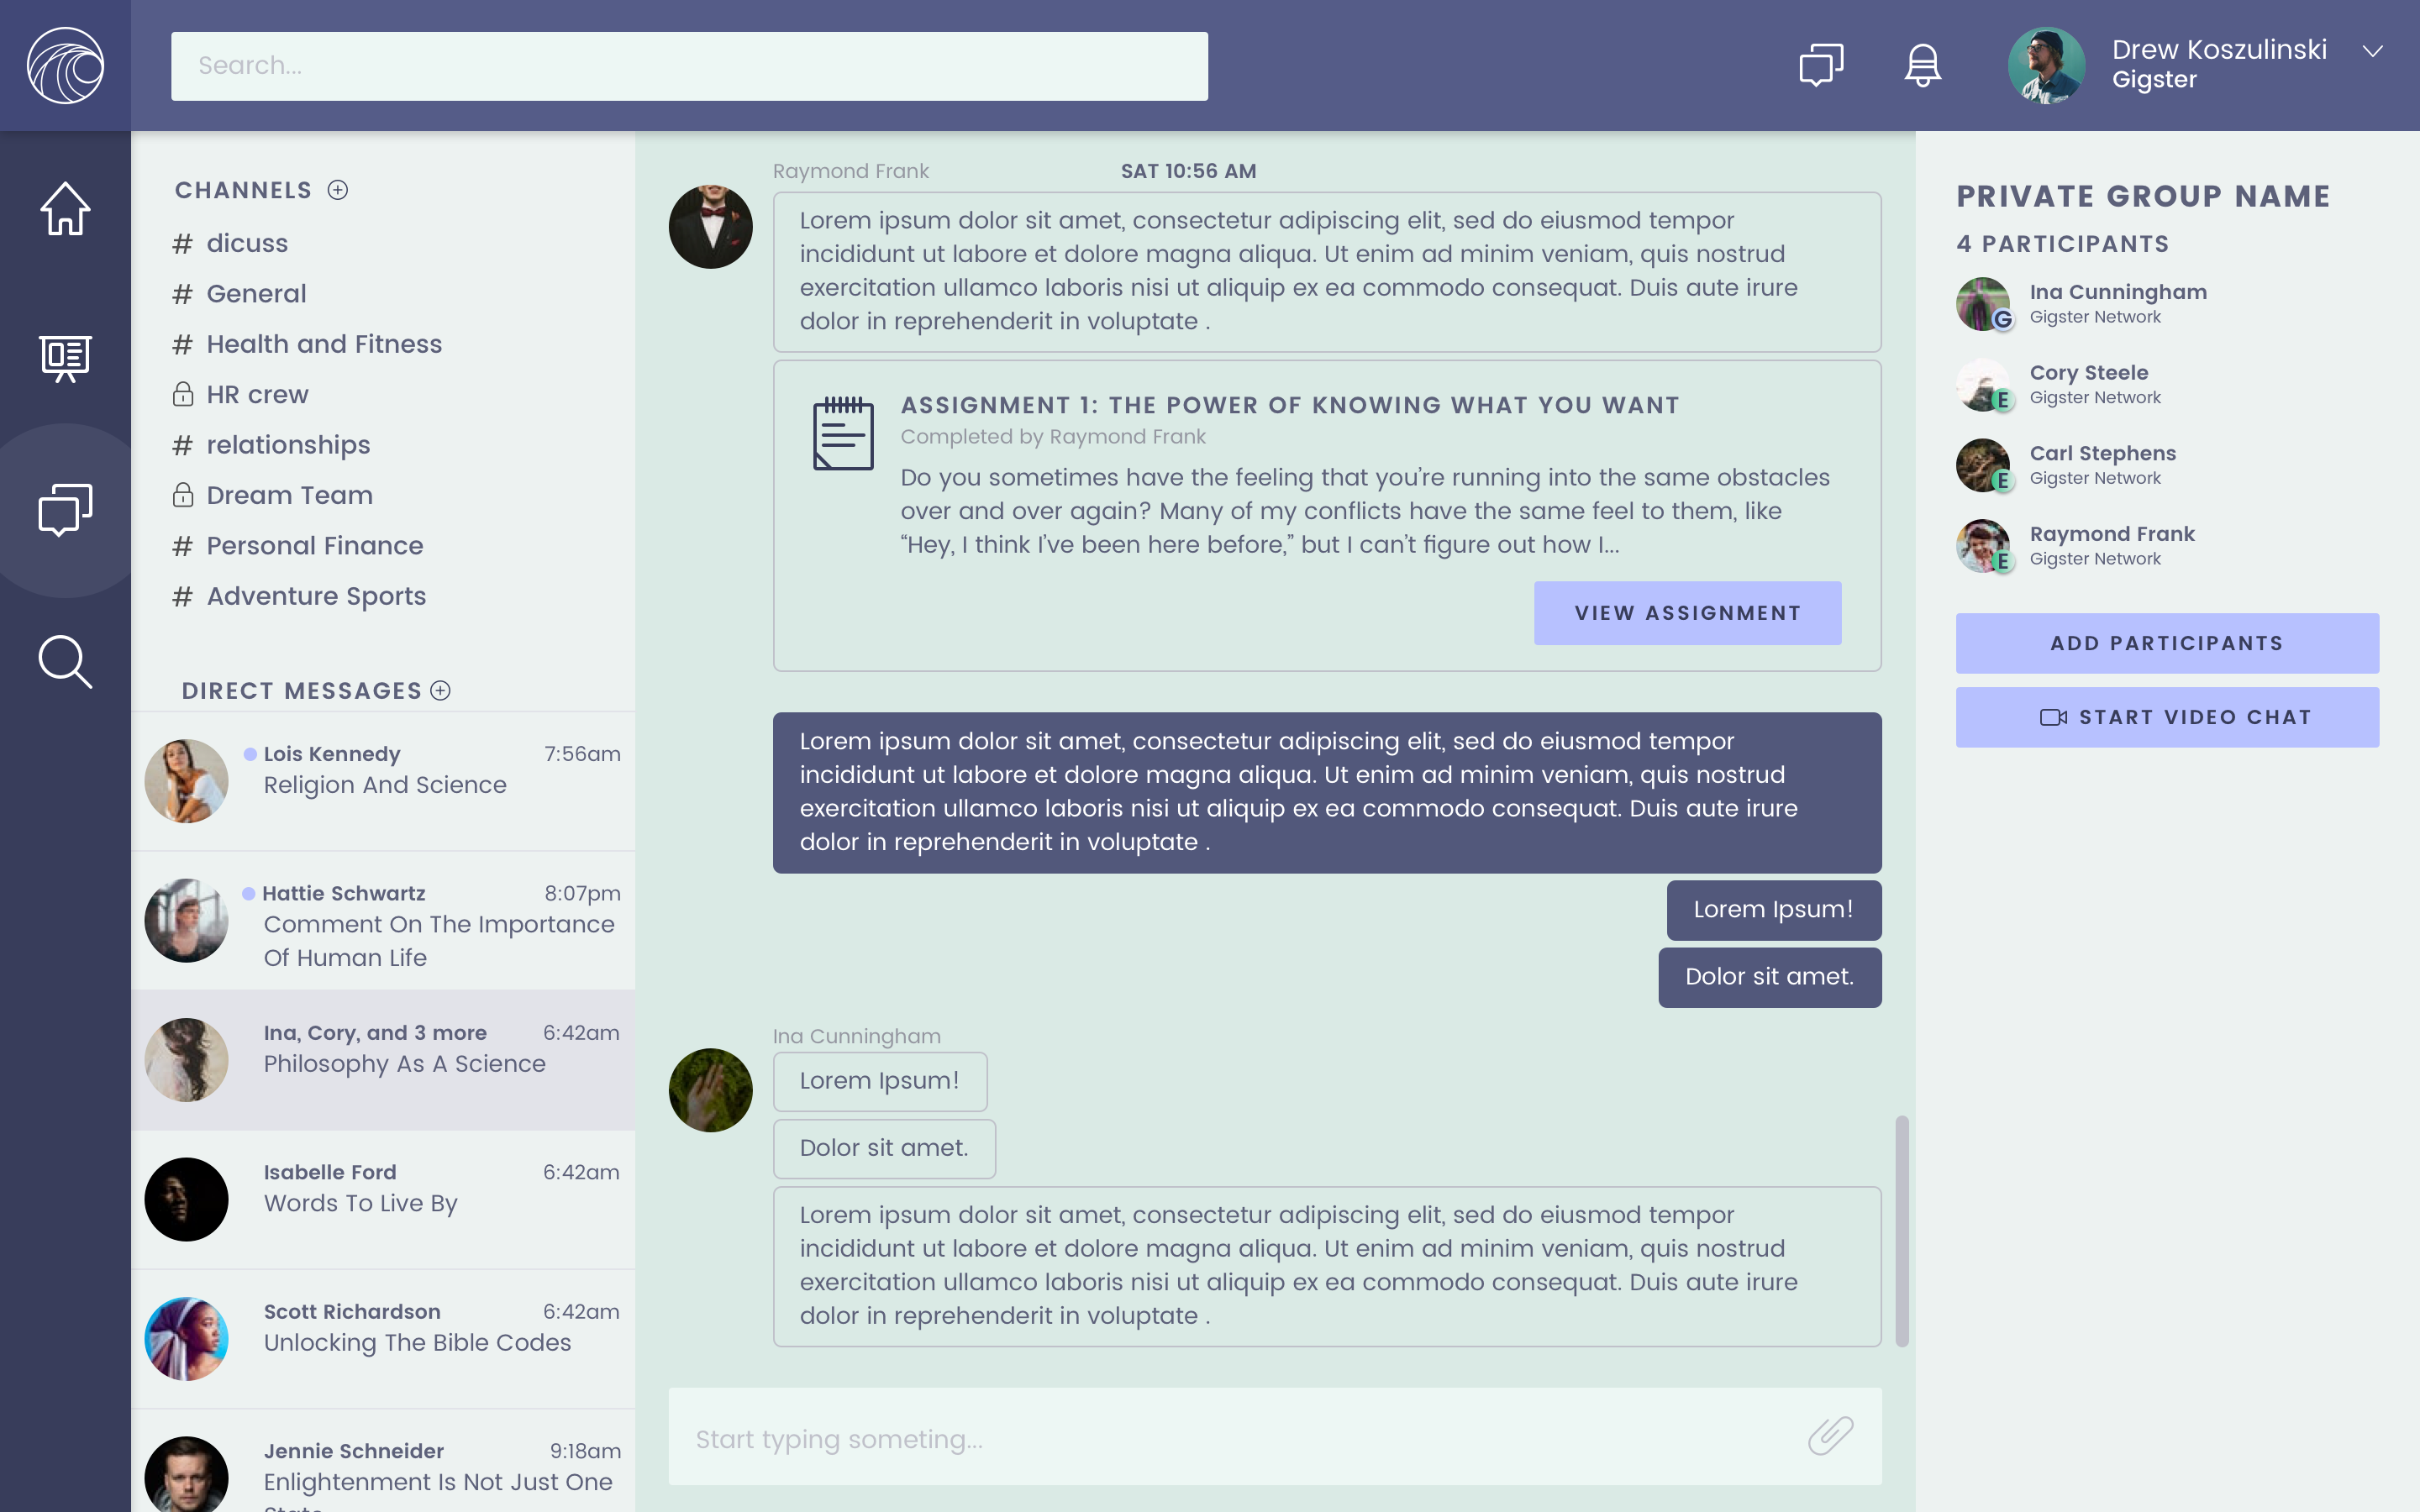 Search...
Drew Koszulinski
Gigster
CHANNELS
# dicuss
# General
# Health and Fitness
HR crew
# relationships
Dream Team
# Personal Finance
# Adventure Sports
DIRECT MESSAGES
Lois Kennedy 7:56am
Religion And Science
Hattie Schwartz 8:07pm
Comment On The Importance
Of Human Life
Ina, Cory, and 3 more 6:42am
Philosophy As A Science
Isabelle Ford 6:42am
Words To Live By
Scott Richardson 6:42am
Unlocking The Bible Codes
Jennie Schneider 9:18am
Enlightenment Is Not Just One
Raymond Frank SAT 10:56 AM
Lorem ipsum dolor sit amet, consectetur adipiscing elit, sed do eiusmod tempor
incididunt ut labore et dolore magna aliqua. Ut enim ad minim veniam, quis nostrud
exercitation ullamco laboris nisi ut aliquip ex ea commodo consequat. Duis aute irure
dolor in reprehenderit in voluptate .
ASSIGNMENT 1: THE POWER OF KNOWING WHAT YOU WANT
Completed by Raymond Frank
Do you sometimes have the feeling that you’re running into the same obstacles
over and over again? Many of my conflicts have the same feel to them, like
“Hey, I think I’ve been here before,” but I can’t figure out how I...
VIEW ASSIGNMENT
Lorem ipsum dolor sit amet, consectetur adipiscing elit, sed do eiusmod tempor
incididunt ut labore et dolore magna aliqua. Ut enim ad minim veniam, quis nostrud
exercitation ullamco laboris nisi ut aliquip ex ea commodo consequat. Duis aute irure
dolor in reprehenderit in voluptate .
Lorem Ipsum!
Dolor sit amet.
Ina Cunningham
Lorem Ipsum!
Dolor sit amet.
Lorem ipsum dolor sit amet, consectetur adipiscing elit, sed do eiusmod tempor
incididunt ut labore et dolore magna aliqua. Ut enim ad minim veniam, quis nostrud
exercitation ullamco laboris nisi ut aliquip ex ea commodo consequat. Duis aute irure
dolor in reprehenderit in voluptate .
Start typing someting...
PRIVATE GROUP NAME
4 PARTICIPANTS
Ina Cunningham
G Gigster Network
Cory Steele
E Gigster Network
Carl Stephens
E Gigster Network
Raymond Frank
E Gigster Network
ADD PARTICIPANTS
START VIDEO CHAT